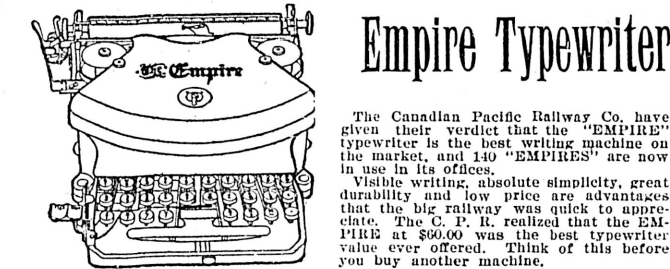 The Empire
Empire Typewriter
The Canadian Pacific Railway Co. have
given their verdict that the "EMPIRE"
typewriter is the best writing machine on
the market, and 140 "EMPIRES" are now
in use in its offices.
Visible writing, absolute simplicity, great
durability and low price are advantages
that the big railway was quick to appre-
ciate. The C. P. R. realized that the EM-
PIRE at $60.00 was the best typewriter
value ever offered. Think of this before
you buy another machine.